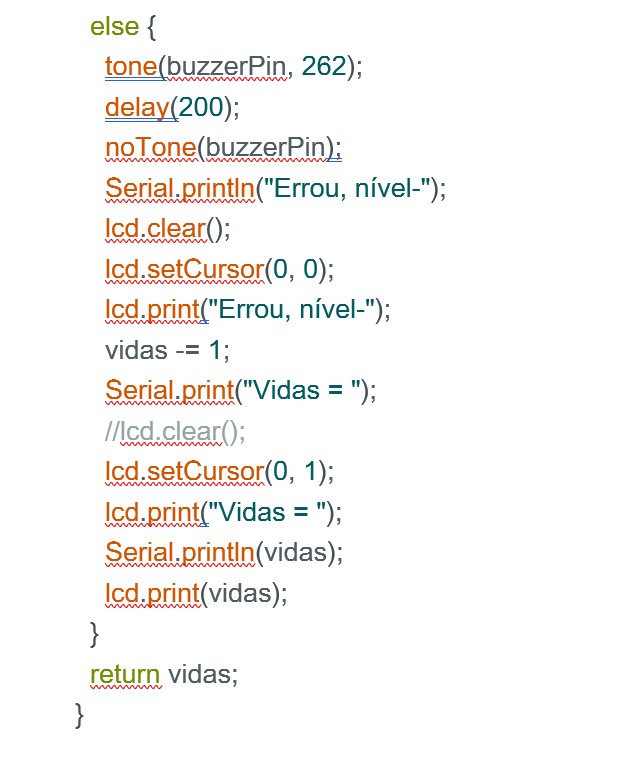 else {
tone(buzzerPin, 262);
delay(200);
noTone(buzzerPin);
Serial.println("Errou, nível-");
lcd.clear();
lcd.setCursor(0, 0);
lcd.print("Errou, nível-");
vidas -= 1;
Serial.print("Vidas = ");
//lcd.clear();
lcd.setCursor(0, 1);
lcd.print("Vidas = ");
Serial.println(vidas);
lcd.print(vidas);
}
return vidas;
}